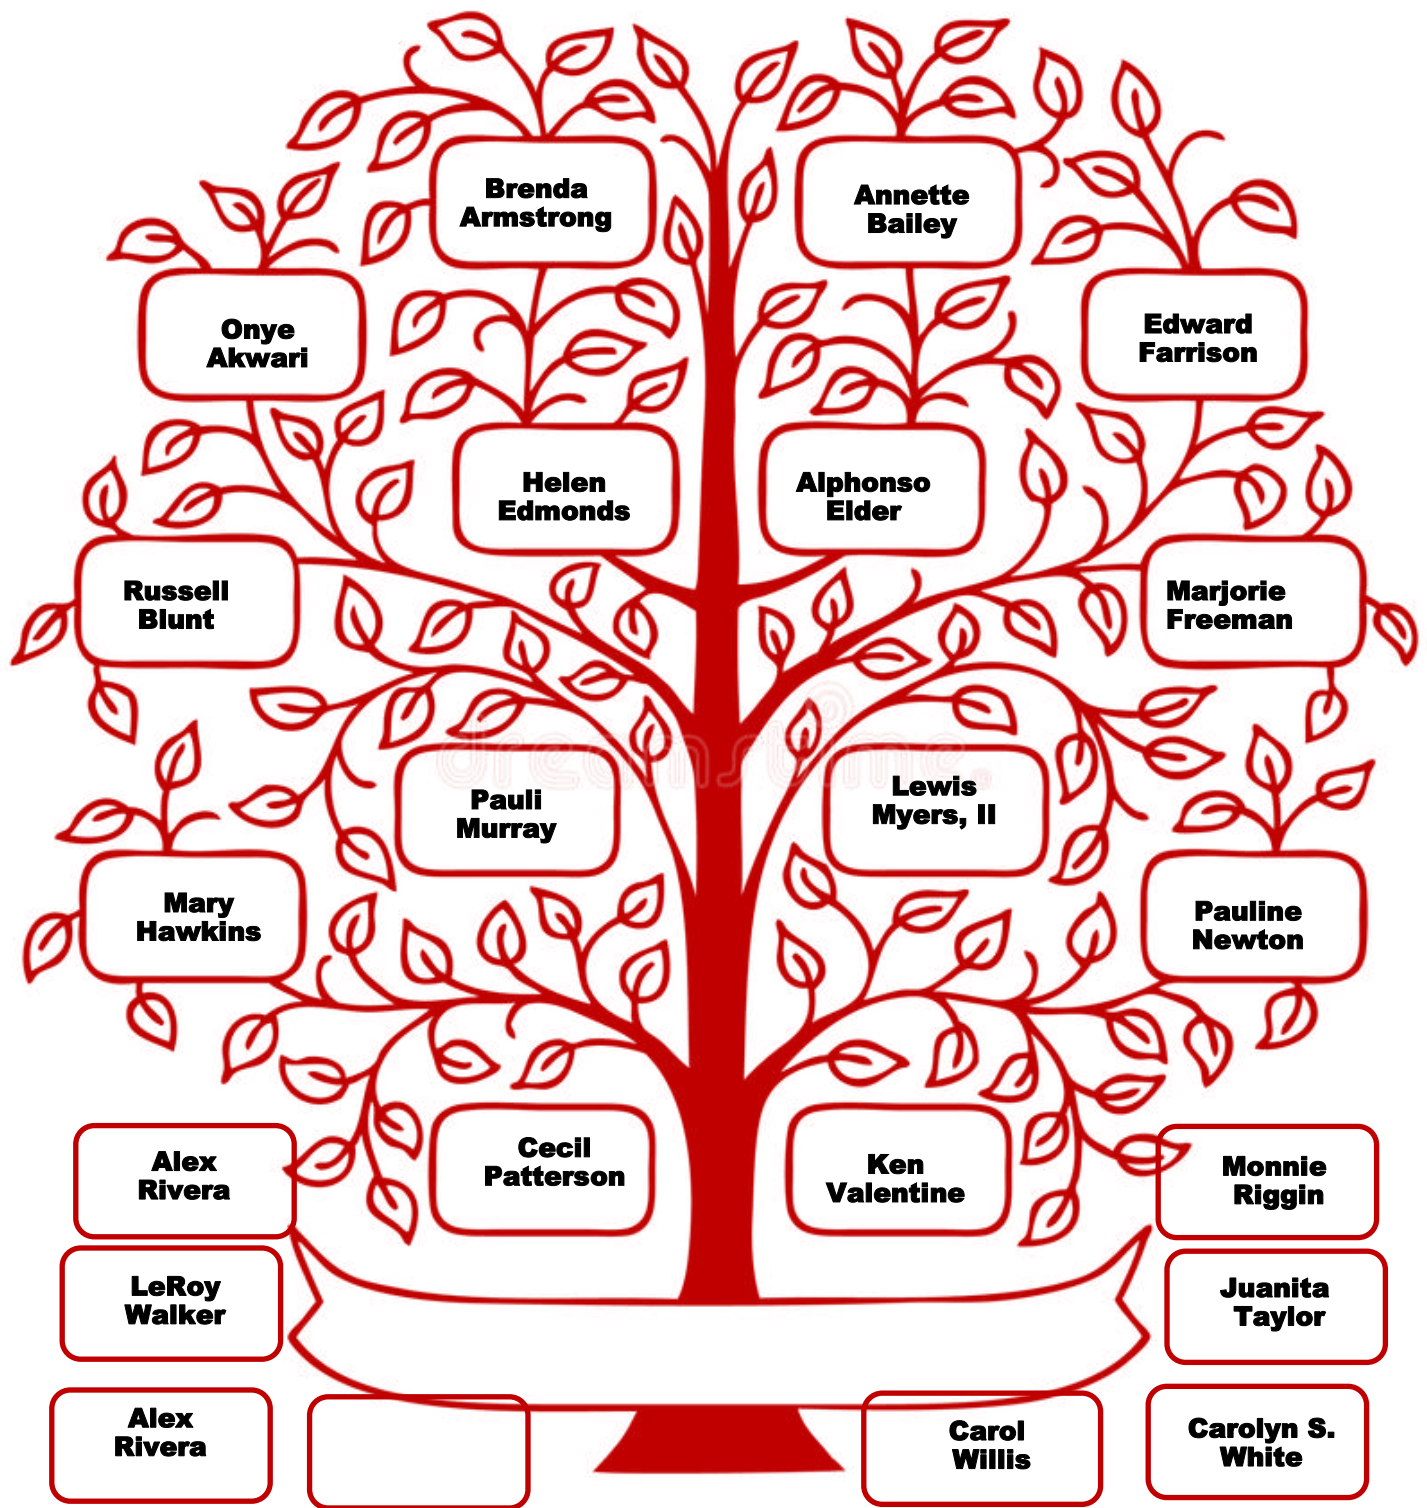 Brenda
Armstrong
Annette
Bailey
Onye
Akwari
Edward
Farrison
Helen
Edmonds
Alphonso
Elder
Russell
Blunt
Marjorie
Freeman
dreamstime
Pauli
Murray
Lewis
Myers, II
Mary
Hawkins
Pauline
Newton
Cecil
Patterson
Ken
Valentine
Alex
Rivera
Monnie
Riggin
LeRoy
Walker
Juanita
Taylor
Alex
Rivera
Carol
Willis
Carolyn S.
White